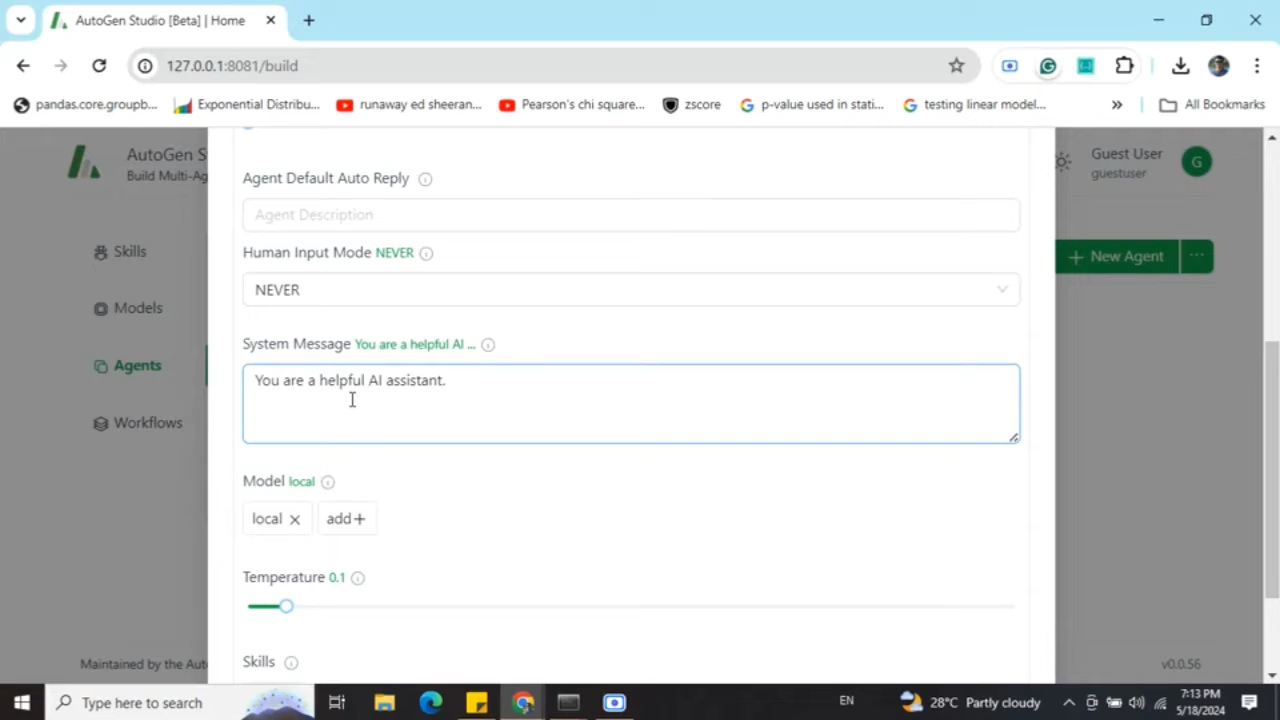 AutoGen Studio [Beta] | Home
127.0.0.1:8081/build
pandas.core.groupb...
Exponential Distribu...
runaway ed sheeran...
Pearson's chi square...
zscore
p-value used in stati...
testing linear model...
All Bookmarks
AutoGen S
Build Multi-Ag
Guest User
guestuser
G
Agent Default Auto Reply
Agent Description
Skills
Human Input Mode NEVER
New Agent
NEVER
Models
System Message You are a helpful AI ...
Agents
You are a helpful AI assistant.
Workflows
Model local
local
add+
Temperature 0.1
Skills
Maintained by the Aut
v0.0.56
Type here to search
EN
28°C Partly cloudy
7:13 PM
5/18/2024